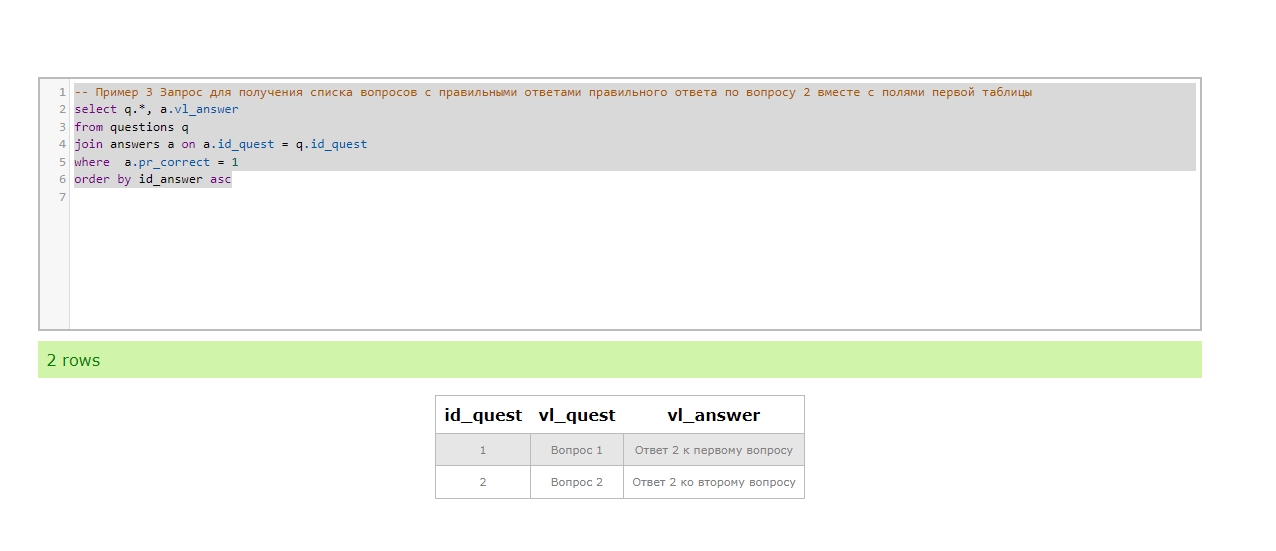 1 -- Пример 3 Запрос для получения списка вопросов с правильными ответами правильного ответа по вопросу 2 вместе с полями первой таблицы
2 select q.*, a.vl_answer
3 from questions q
4 join answers a on a.id_quest = q.id_quest
5 where  a.pr_correct = 1
6 order by id_answer asc
7
2 rows
id_quest vl_quest vl_answer
1 Вопрос 1 Ответ 2 к первому вопросу
2 Вопрос 2 Ответ 2 ко второму вопросу